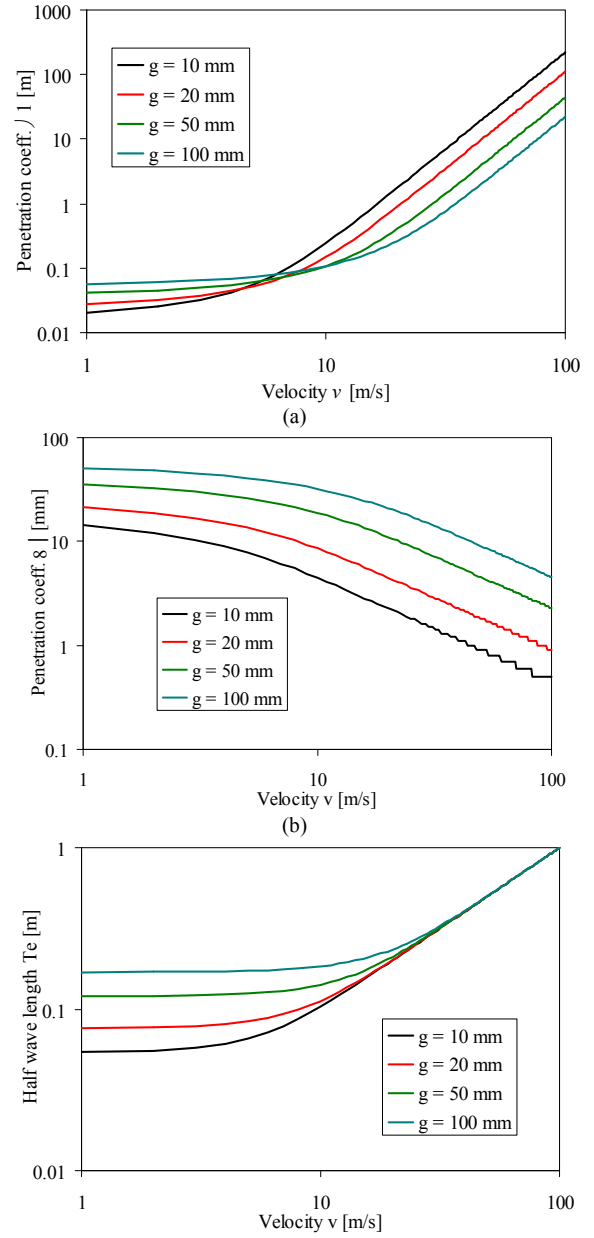 1000
100
10
1
0.1
0.01
Penetration coeff. ⌡ 1 [m]
g = 10 mm
g = 20 mm
g = 50 mm
g = 100 mm
1
10
100
Velocity v [m/s]
(a)
100
10
1
0.1
Penetration coeff. 8 | [mm]
g = 10 mm
g = 20 mm
g = 50 mm
g = 100 mm
1
10
100
Velocity v [m/s]
(b)
1
0.1
0.01
Half wave length Te [m]
g = 10 mm
g = 20 mm
g = 50 mm
g = 100 mm
1
10
100
Velocity v [m/s]